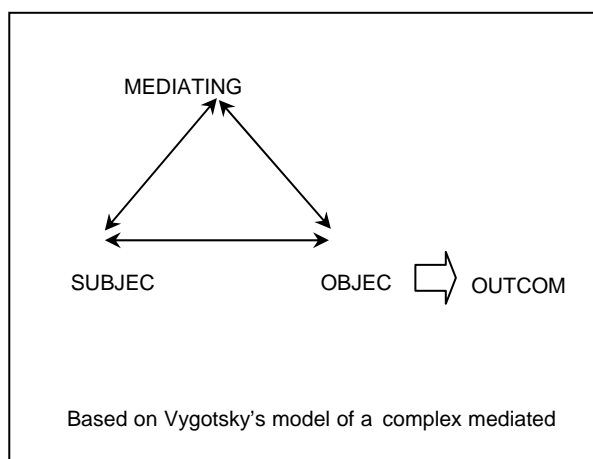 MEDIATING
SUBJEC OBJEC OUTCOM
Based on Vygotsky’s model of a complex mediated